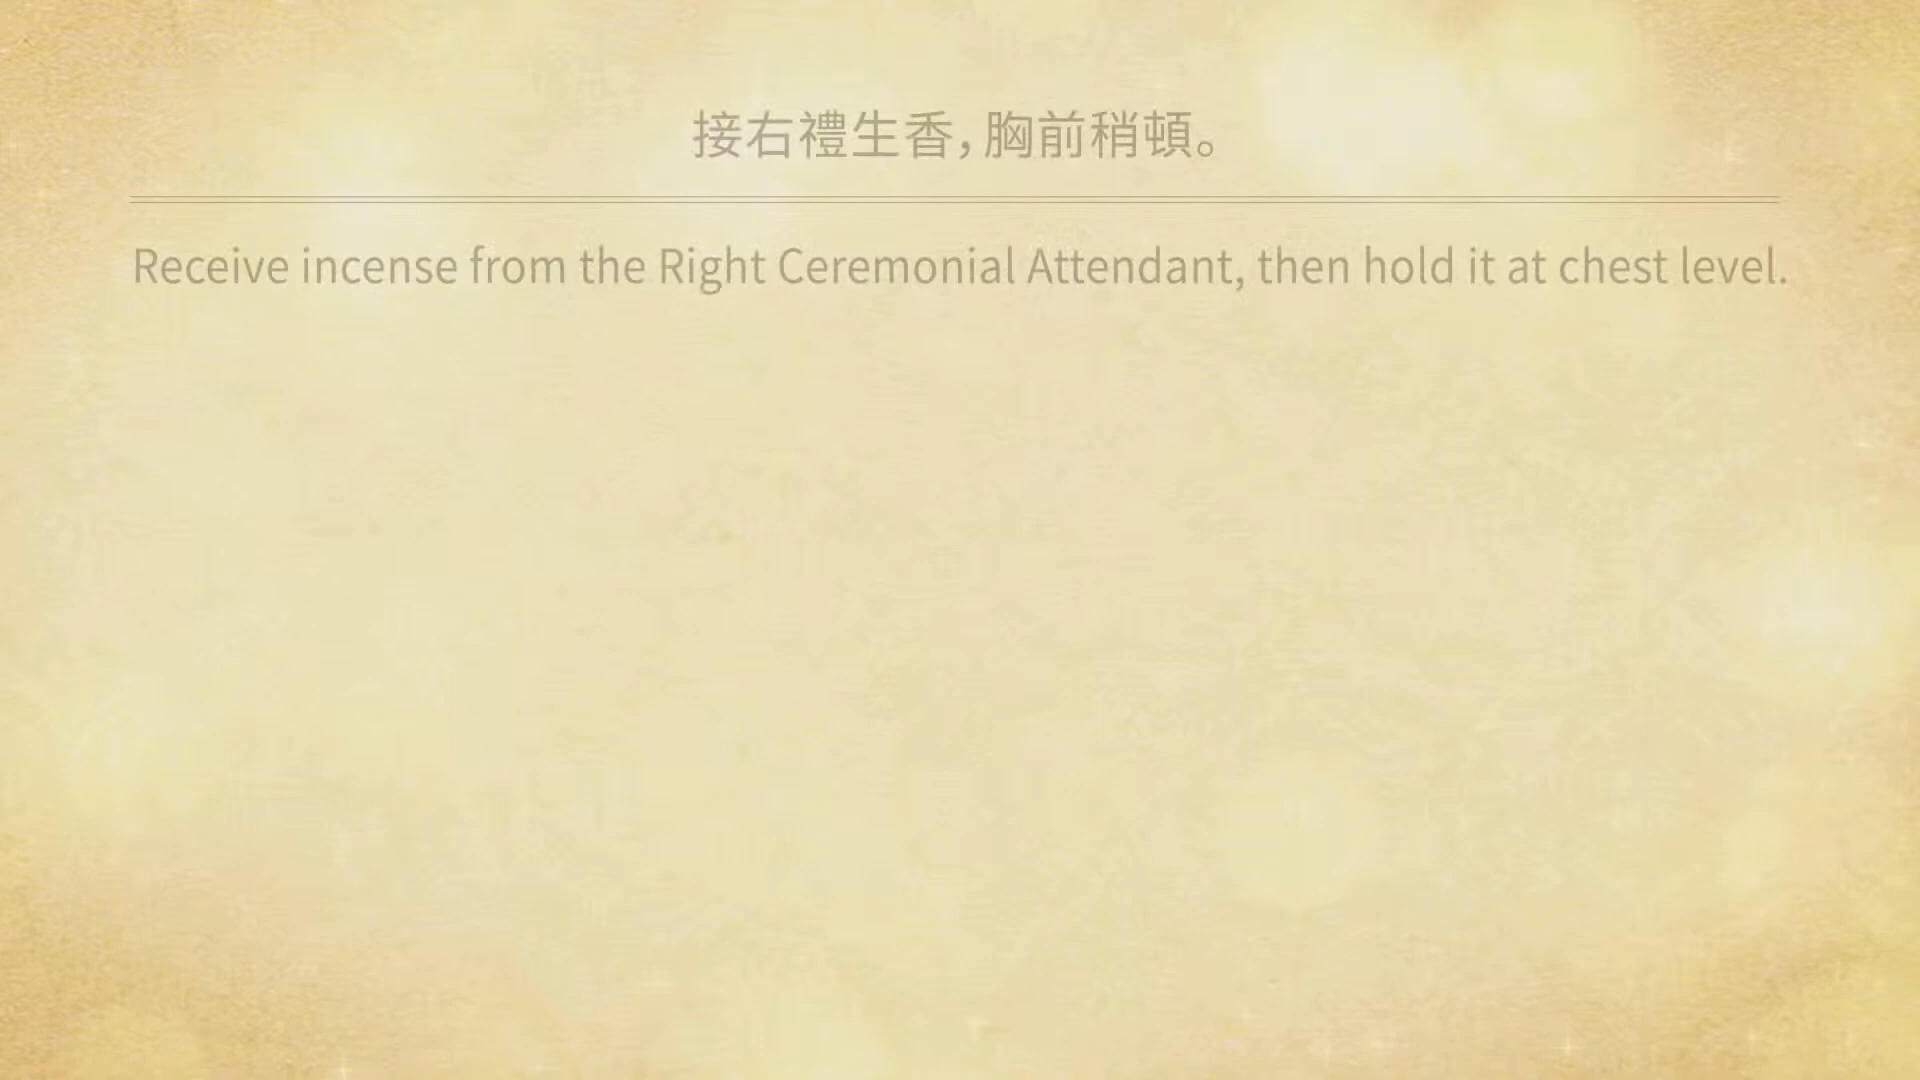 接右禮生香，胸前稍頓。
Receive incense from the Right Ceremonial Attendant, then hold it at chest level.